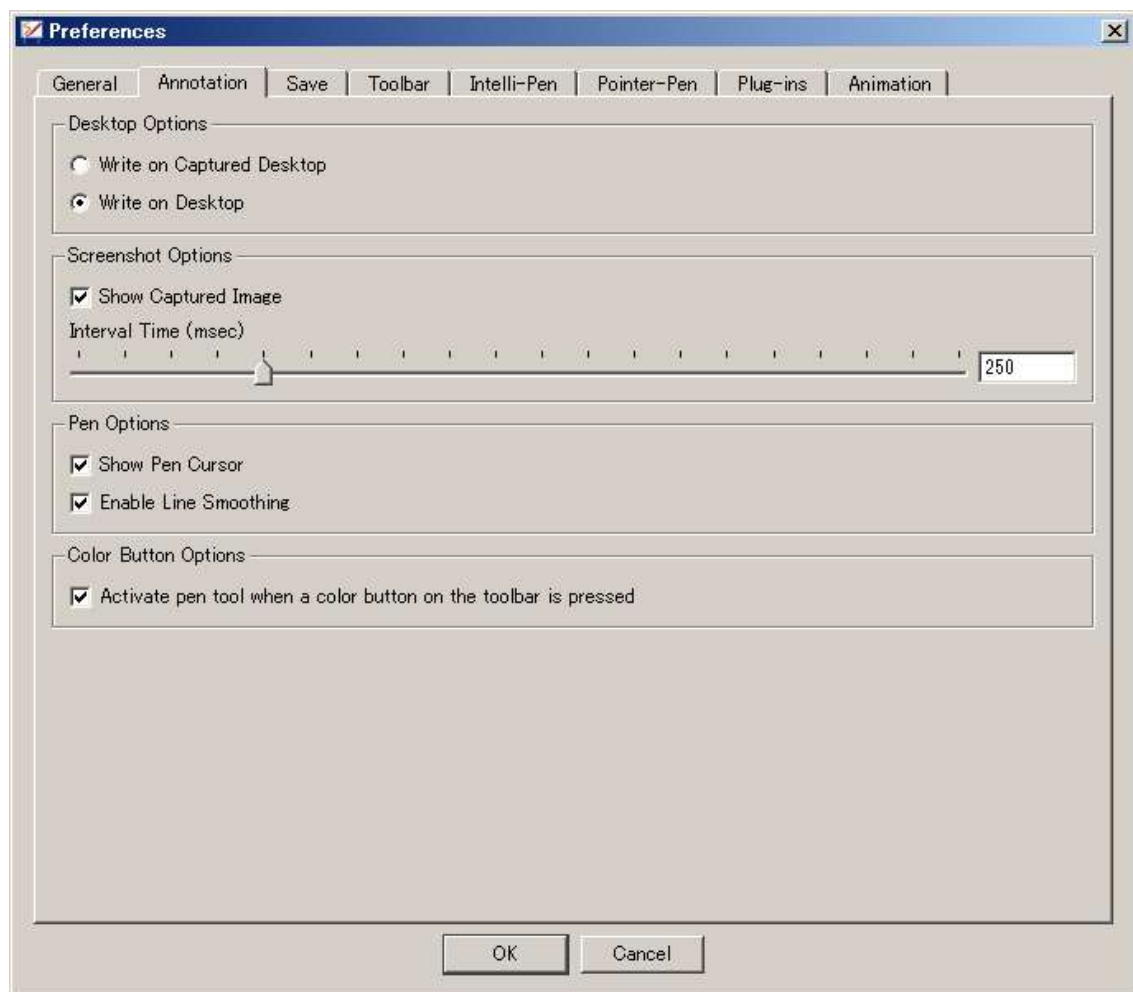 Preferences
General Annotation Save Toolbar Intelli-Pen Pointer-Pen Plug-ins Animation
Desktop Options
Write on Captured Desktop
Write on Desktop
Screenshot Options
Show Captured Image
Interval Time (msec)
250
Pen Options
Show Pen Cursor
Enable Line Smoothing
Color Button Options
Activate pen tool when a color button on the toolbar is pressed
OK Cancel